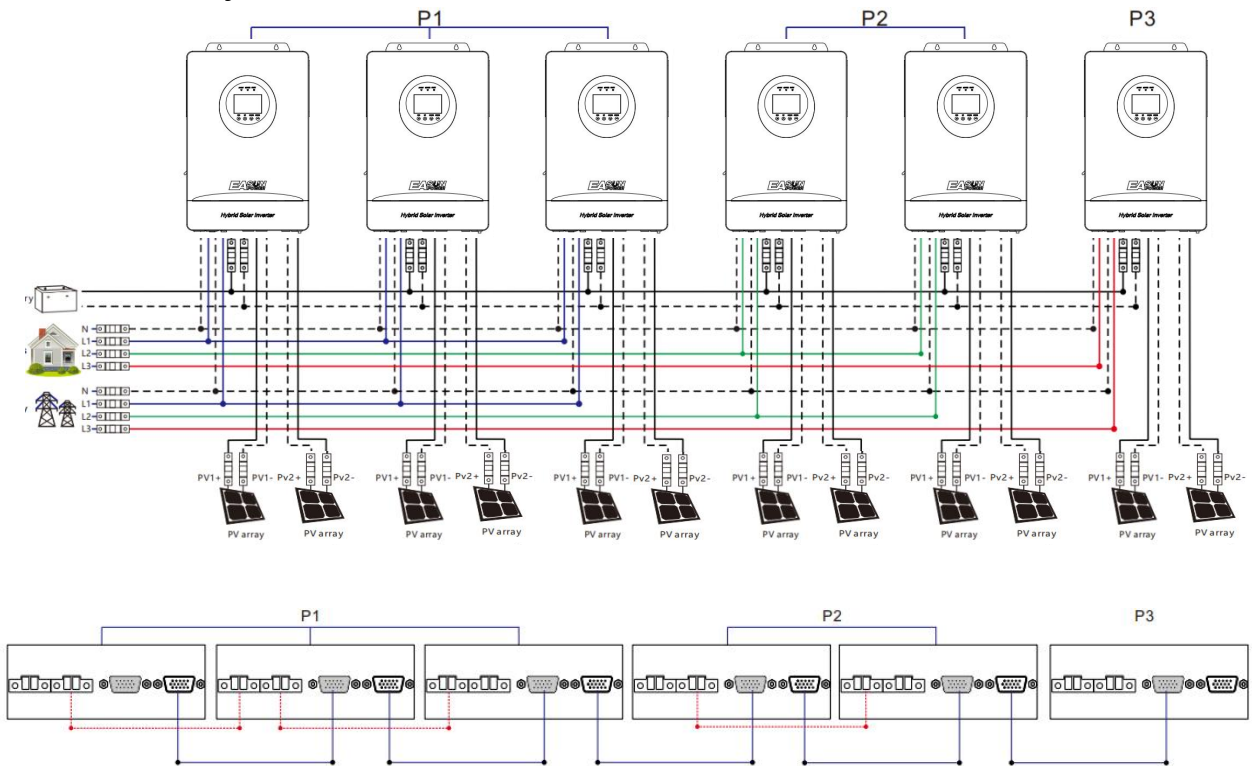 P1 P2 P3
EASUN EASUN EASUN EASUN EASUN EASUN
Hybrid Solar Inverter Hybrid Solar Inverter Hybrid Solar Inverter Hybrid Solar Inverter Hybrid Solar Inverter Hybrid Solar Inverter
ry
N
L1
L2
L3
N
L1
L2
L3
PV1+ PV1- Pv2+ Pv2- PV1+ PV1- Pv2+ Pv2- PV1+ PV1- Pv2+ Pv2- PV1+ PV1- Pv2+ Pv2- PV1+ PV1- Pv2+ Pv2- PV1+ PV1- Pv2+ Pv2-
PV array PV array PV array PV array PV array PV array PV array PV array PV array PV array PV array PV array
P1 P2 P3